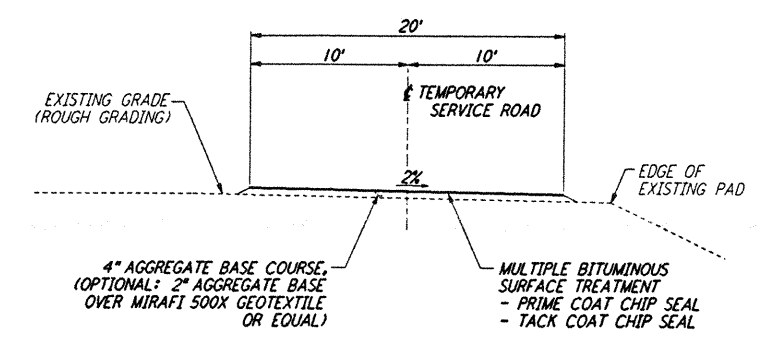 20'
10' 10'
℄ TEMPORARY
SERVICE ROAD
EXISTING GRADE
(ROUGH GRADING)
2%
EDGE OF
EXISTING PAD
4" AGGREGATE BASE COURSE,
(OPTIONAL: 2" AGGREGATE BASE
OVER MIRAFI 500X GEOTEXTILE
OR EQUAL)
MULTIPLE BITUMINOUS
SURFACE TREATMENT
- PRIME COAT CHIP SEAL
- TACK COAT CHIP SEAL